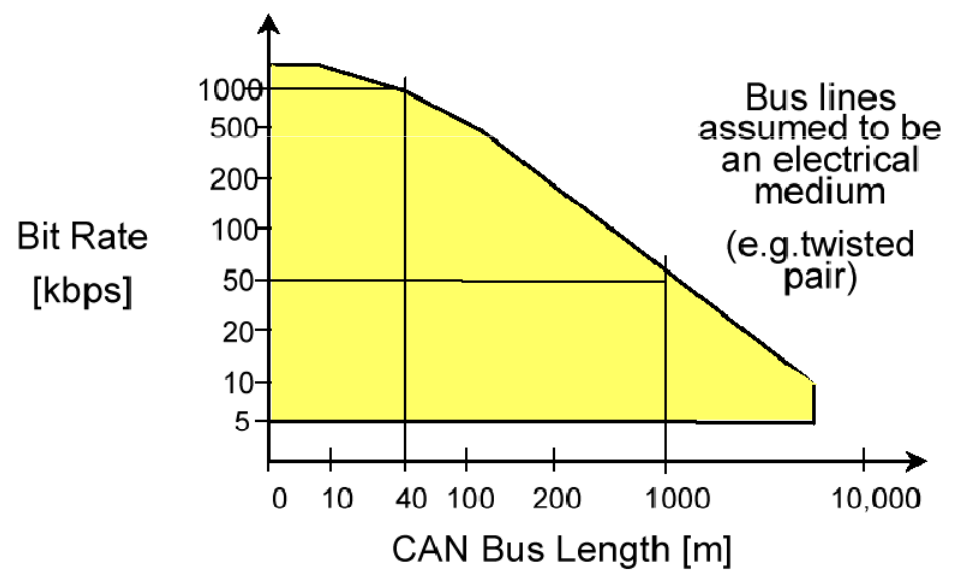 1000
500
200
100
50
20
10
5
Bit Rate
[kbps]
Bus lines
assumed to be
an electrical
medium
(e.g.twisted
pair)
0 10 40 100 200 1000 10,000
CAN Bus Length [m]